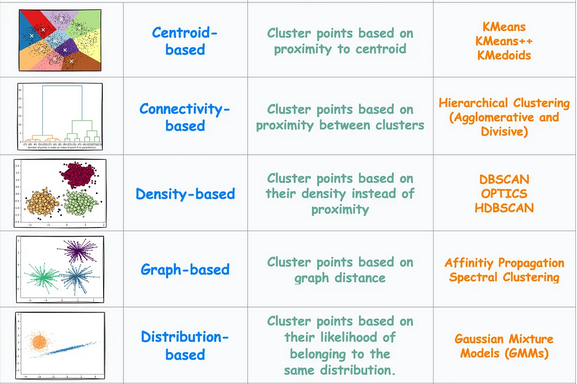 Centroid-
based
Cluster points based on
proximity to centroid
KMeans
KMeans++
KMedoids
Connectivity-
based
Cluster points based on
proximity between clusters
Hierarchical Clustering
(Agglomerative and
Divisive)
Density-based
Cluster points based on
their density instead of
proximity
DBSCAN
OPTICS
HDBSCAN
Graph-based
Cluster points based on
graph distance
Affinitiy Propagation
Spectral Clustering
Distribution-
based
Cluster points based on
their likelihood of
belonging to the
same distribution.
Gaussian Mixture
Models (GMMs)